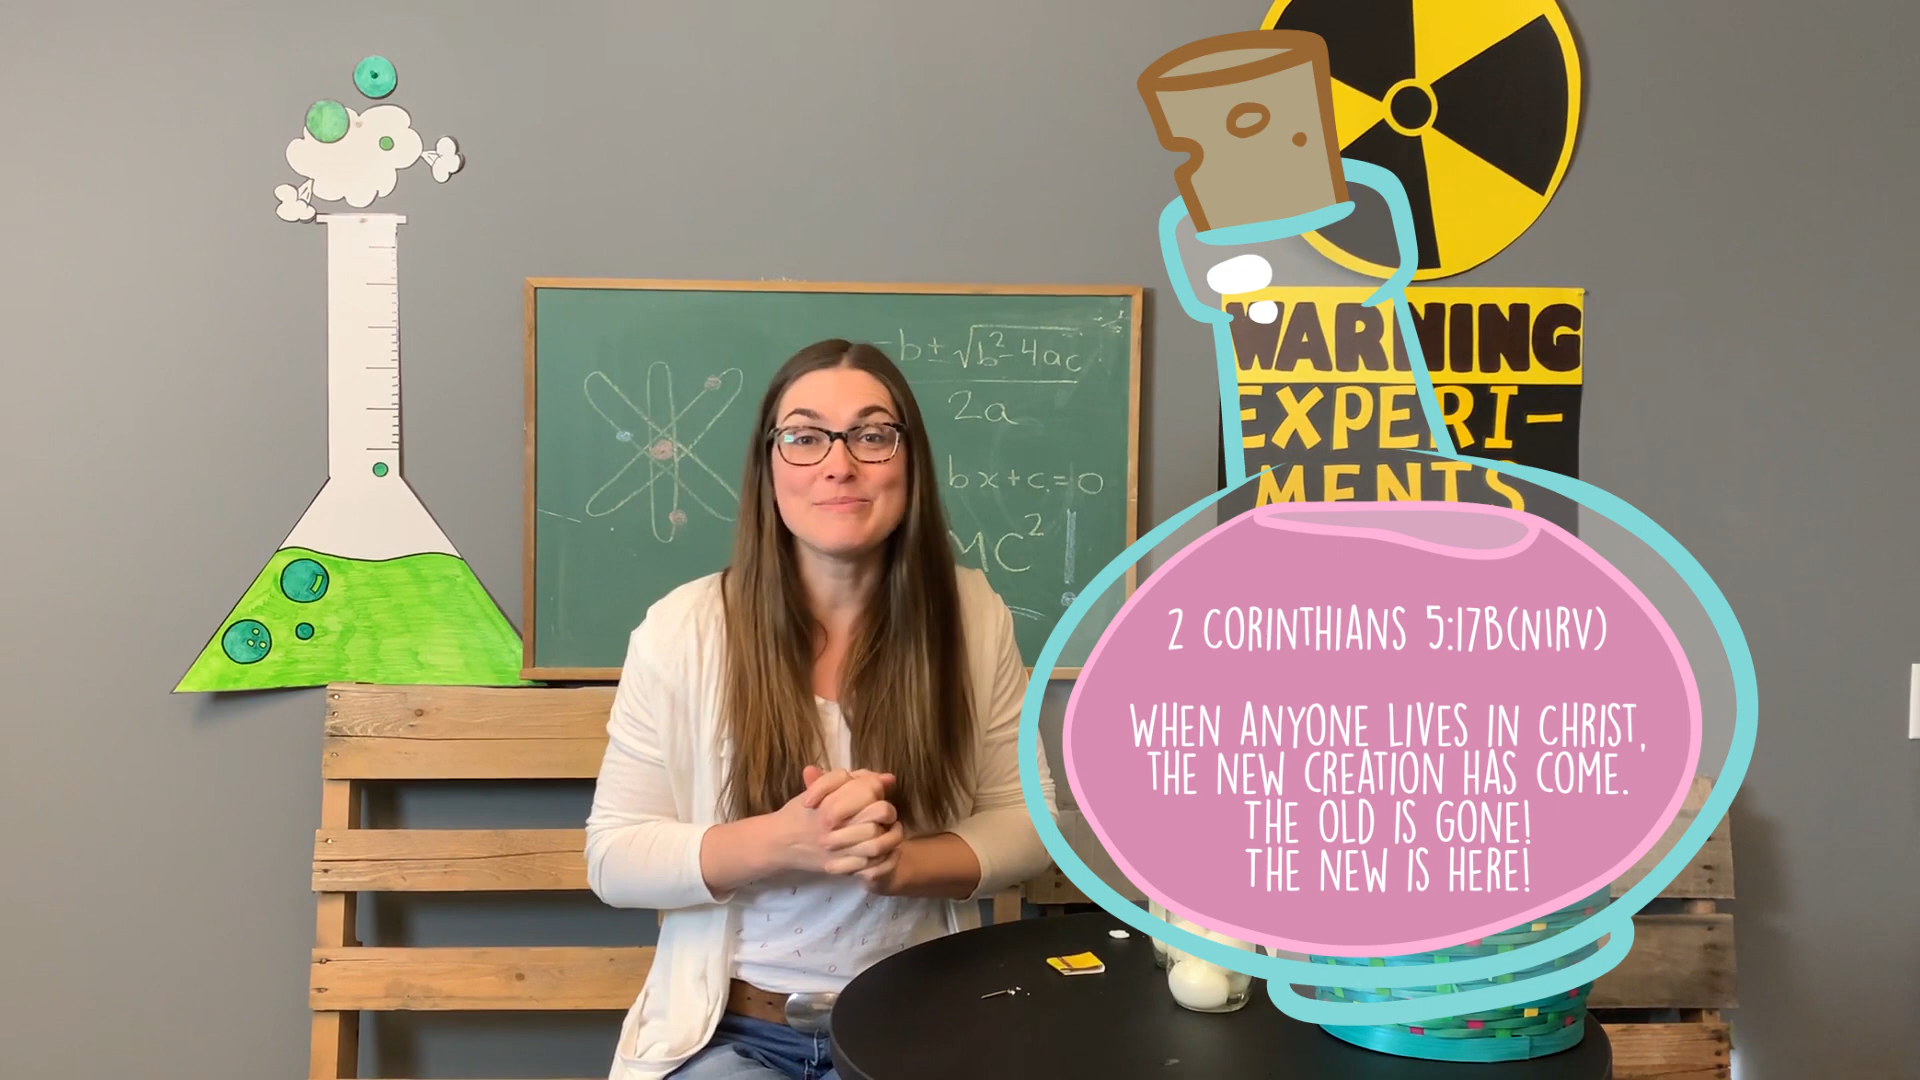 -b±√b²-4ac
2a
bx+c=0
MC²!
WARNING
EXPERI-
MENTS
2 CORINTHIANS 5:17B(NIRV)
WHEN ANYONE LIVES IN CHRIST,
THE NEW CREATION HAS COME.
THE OLD IS GONE!
THE NEW IS HERE!